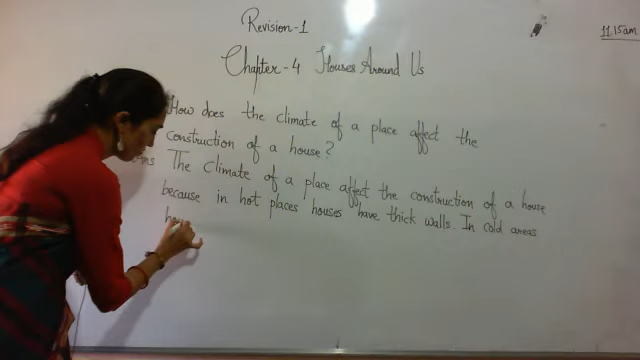 Revision-1
11.15am
Chapter-4 Houses Around Us
How does the climate of a place affect the
construction of a house?
Ans The climate of a place affect the construction of a house
because in hot places houses have thick walls. In cold areas
hou